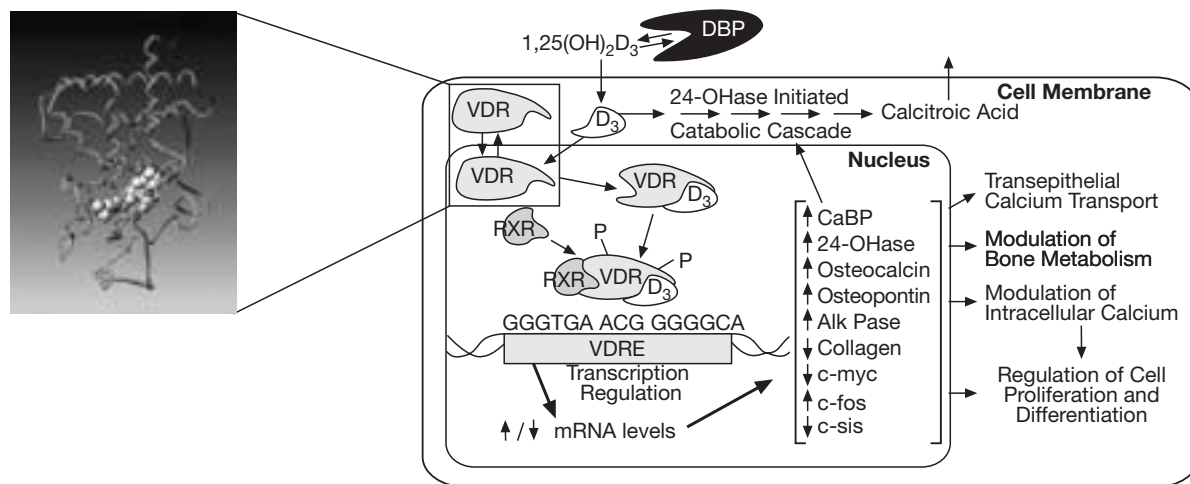 DBP
1,25(OH)₂D₃
Cell Membrane
VDR
D₃
24-OHase Initiated
Catabolic Cascade
Calcitroic Acid
Nucleus
VDR
VDR
D₃
RXR
P
P
RXR
VDR
D₃
GGGTGA ACG GGGGCA
VDRE
Transcription
Regulation
/
mRNA levels
CaBP
24-OHase
Osteocalcin
Osteopontin
Alk Pase
Collagen
c-myc
c-fos
c-sis
Transepithelial
Calcium Transport
Modulation of
Bone Metabolism
Modulation of
Intracellular Calcium
Regulation of Cell
Proliferation and
Differentiation